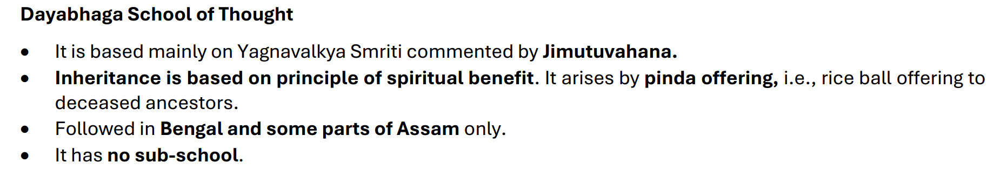 Dayabhaga School of Thought
• It is based mainly on Yagnavalkya Smriti commented by Jimutuvahana.
• Inheritance is based on principle of spiritual benefit. It arises by pinda offering, i.e., rice ball offering to
deceased ancestors.
• Followed in Bengal and some parts of Assam only.
• It has no sub-school.